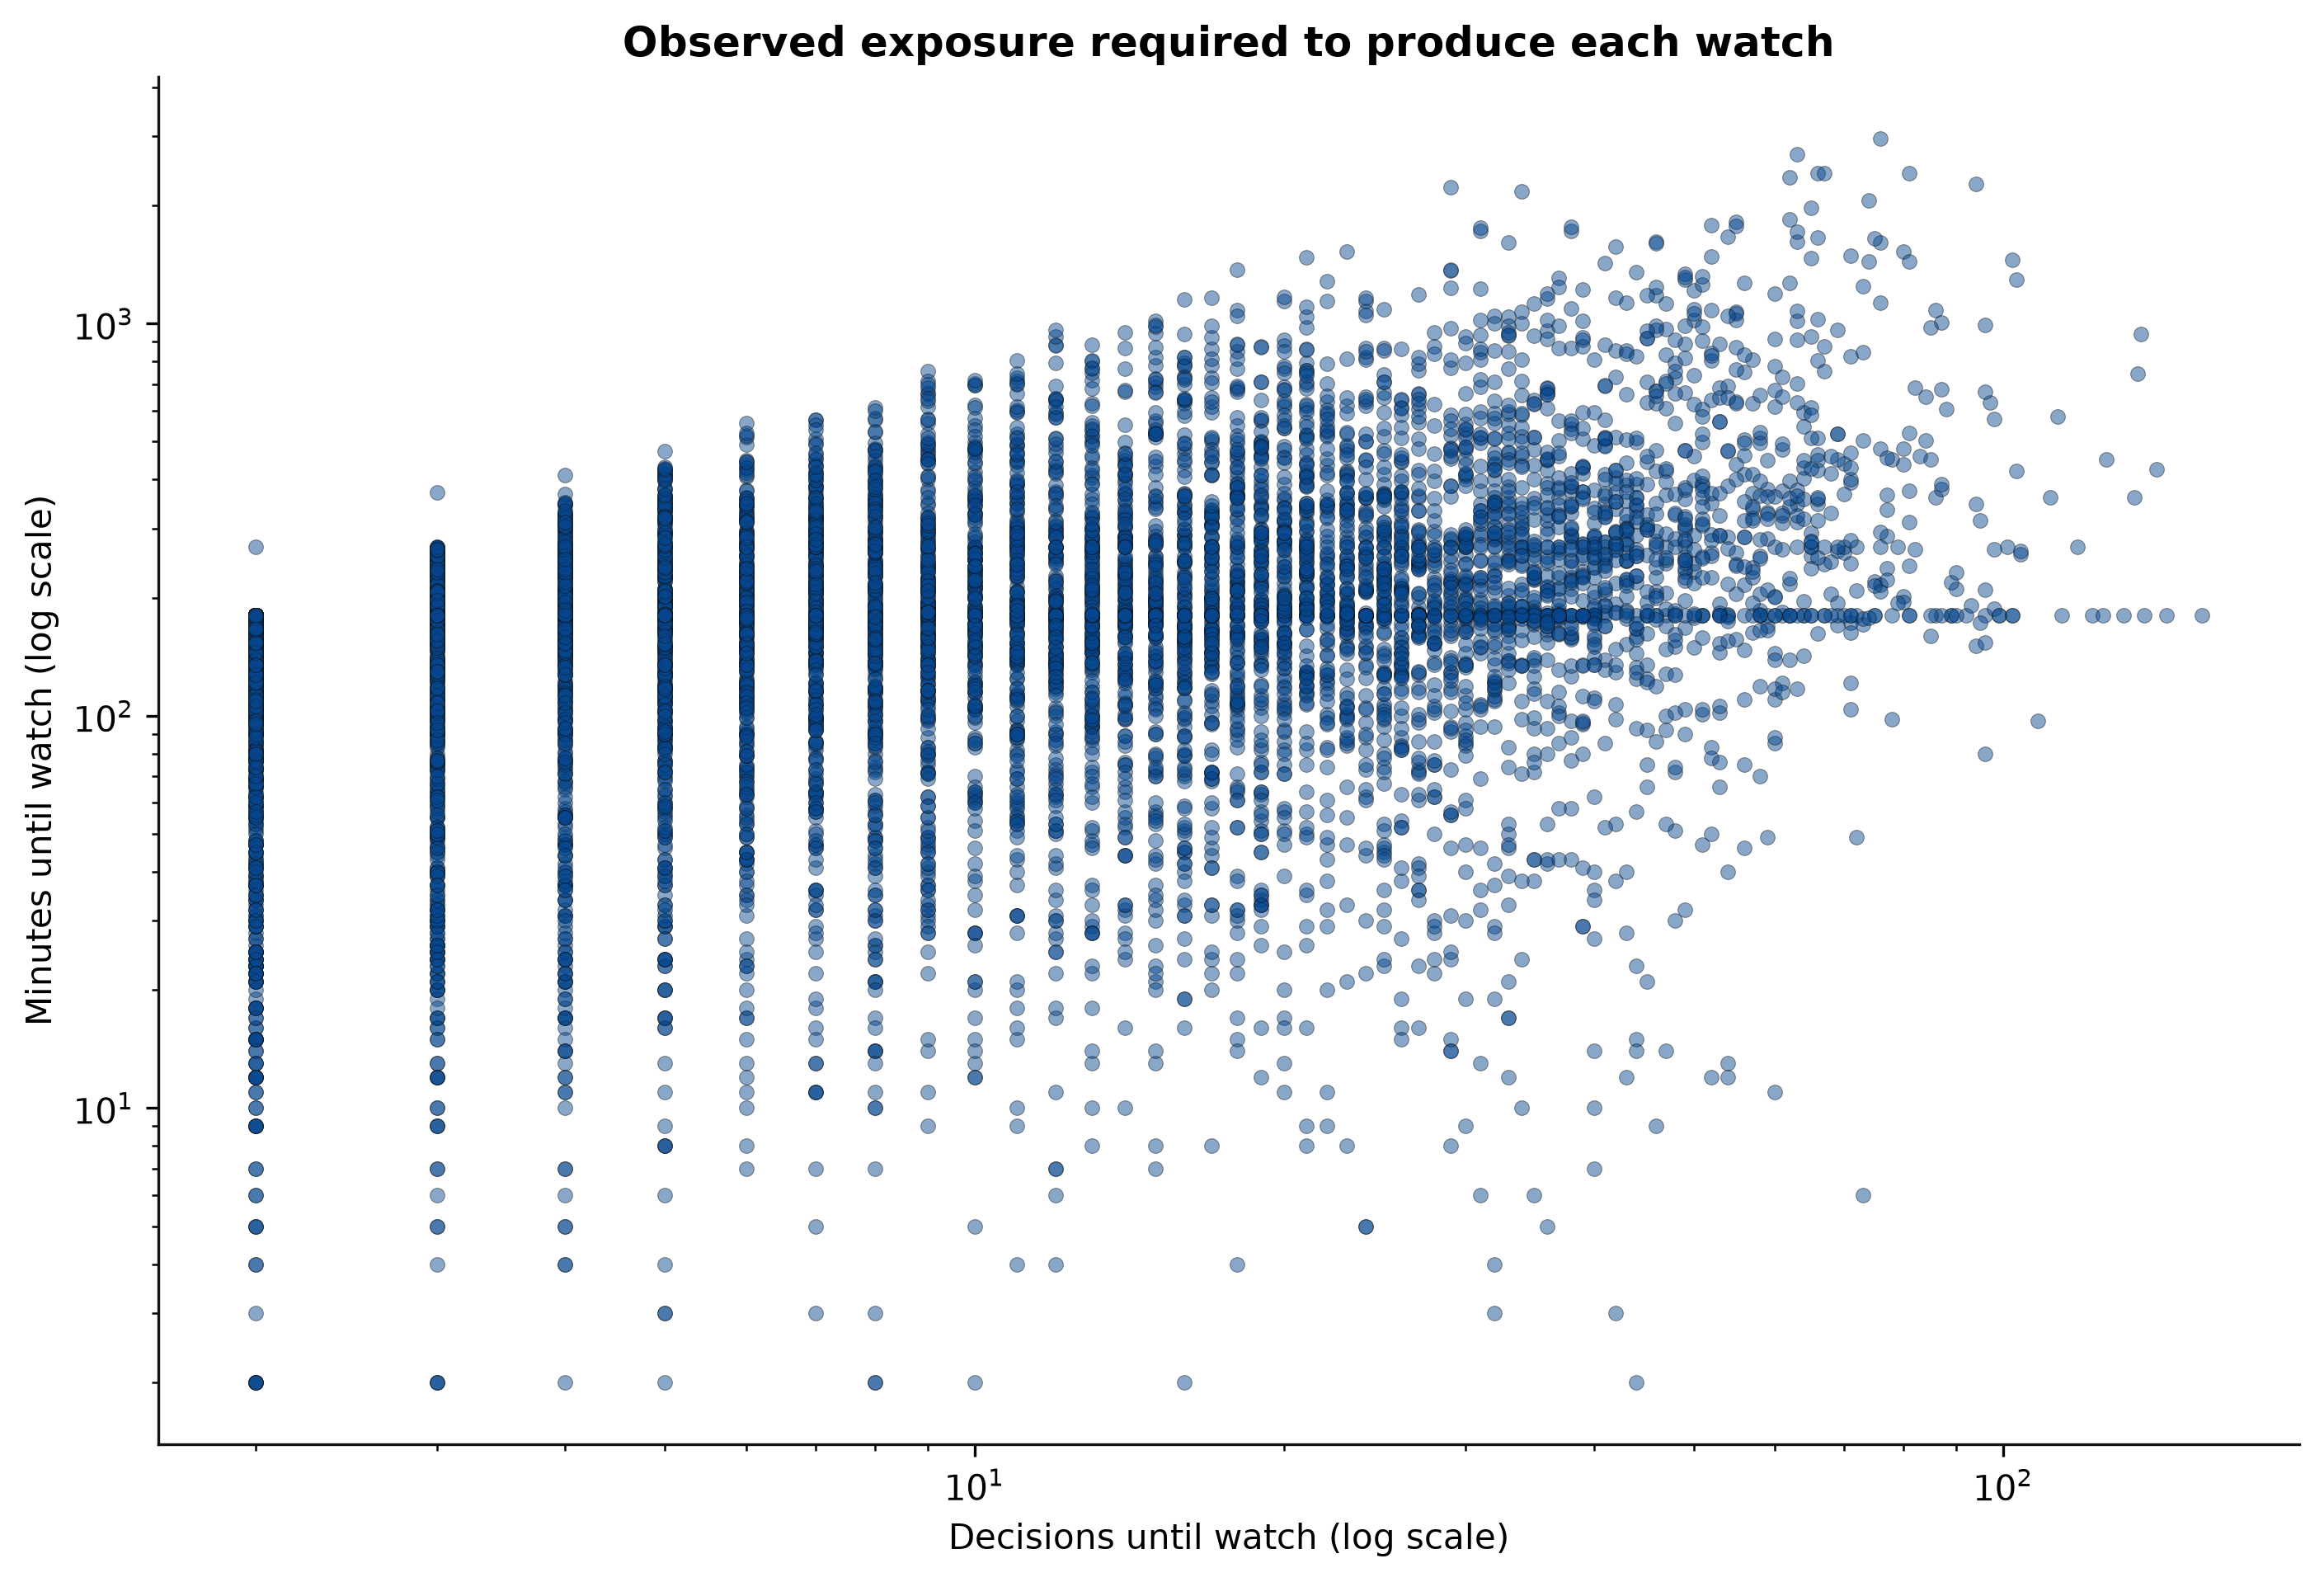 Observed exposure required to produce each watch
Minutes until watch (log scale)
10³
10²
10¹
10¹
10²
Decisions until watch (log scale)